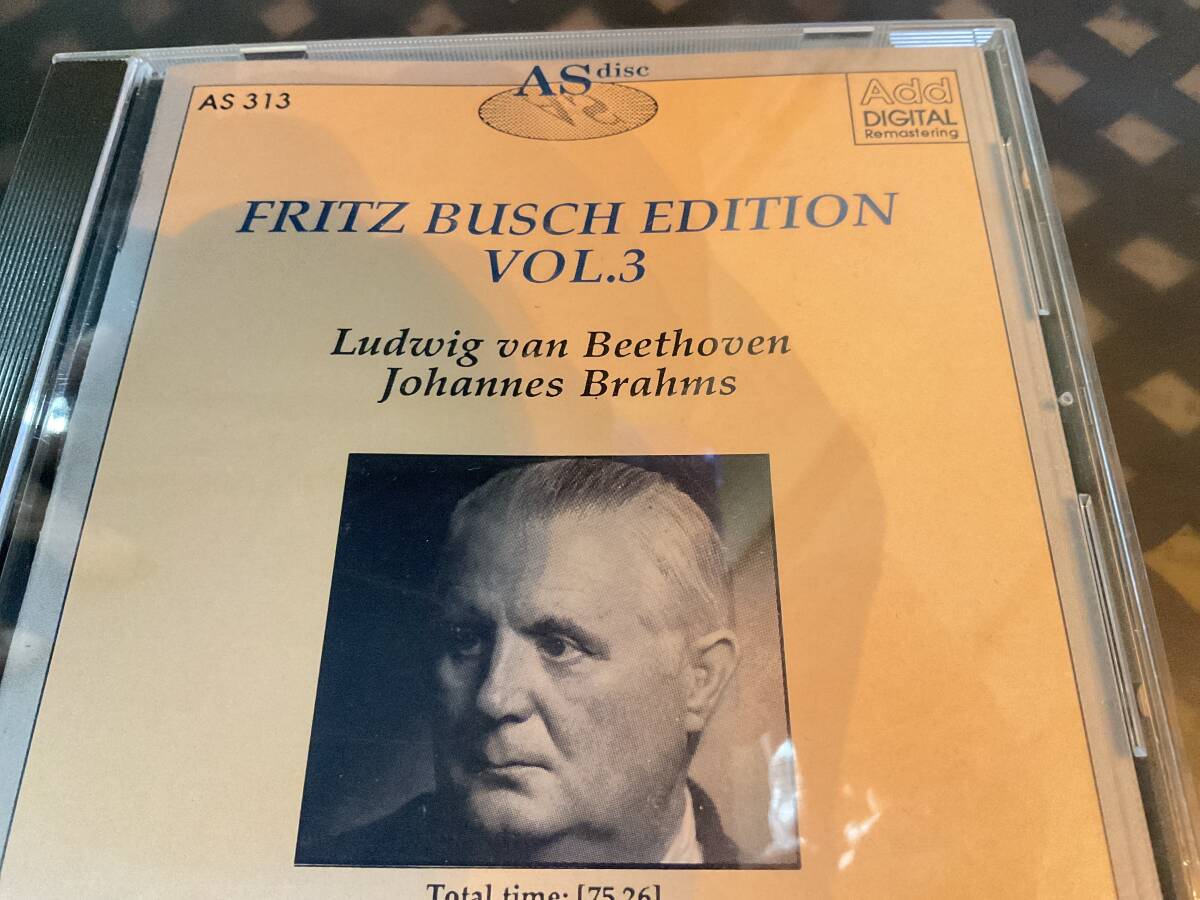 AS disc
AS 313
Add
DIGITAL
Remastering
FRITZ BUSCH EDITION
VOL.3
Ludwig van Beethoven
Johannes Brahms
Total time: [75.26]